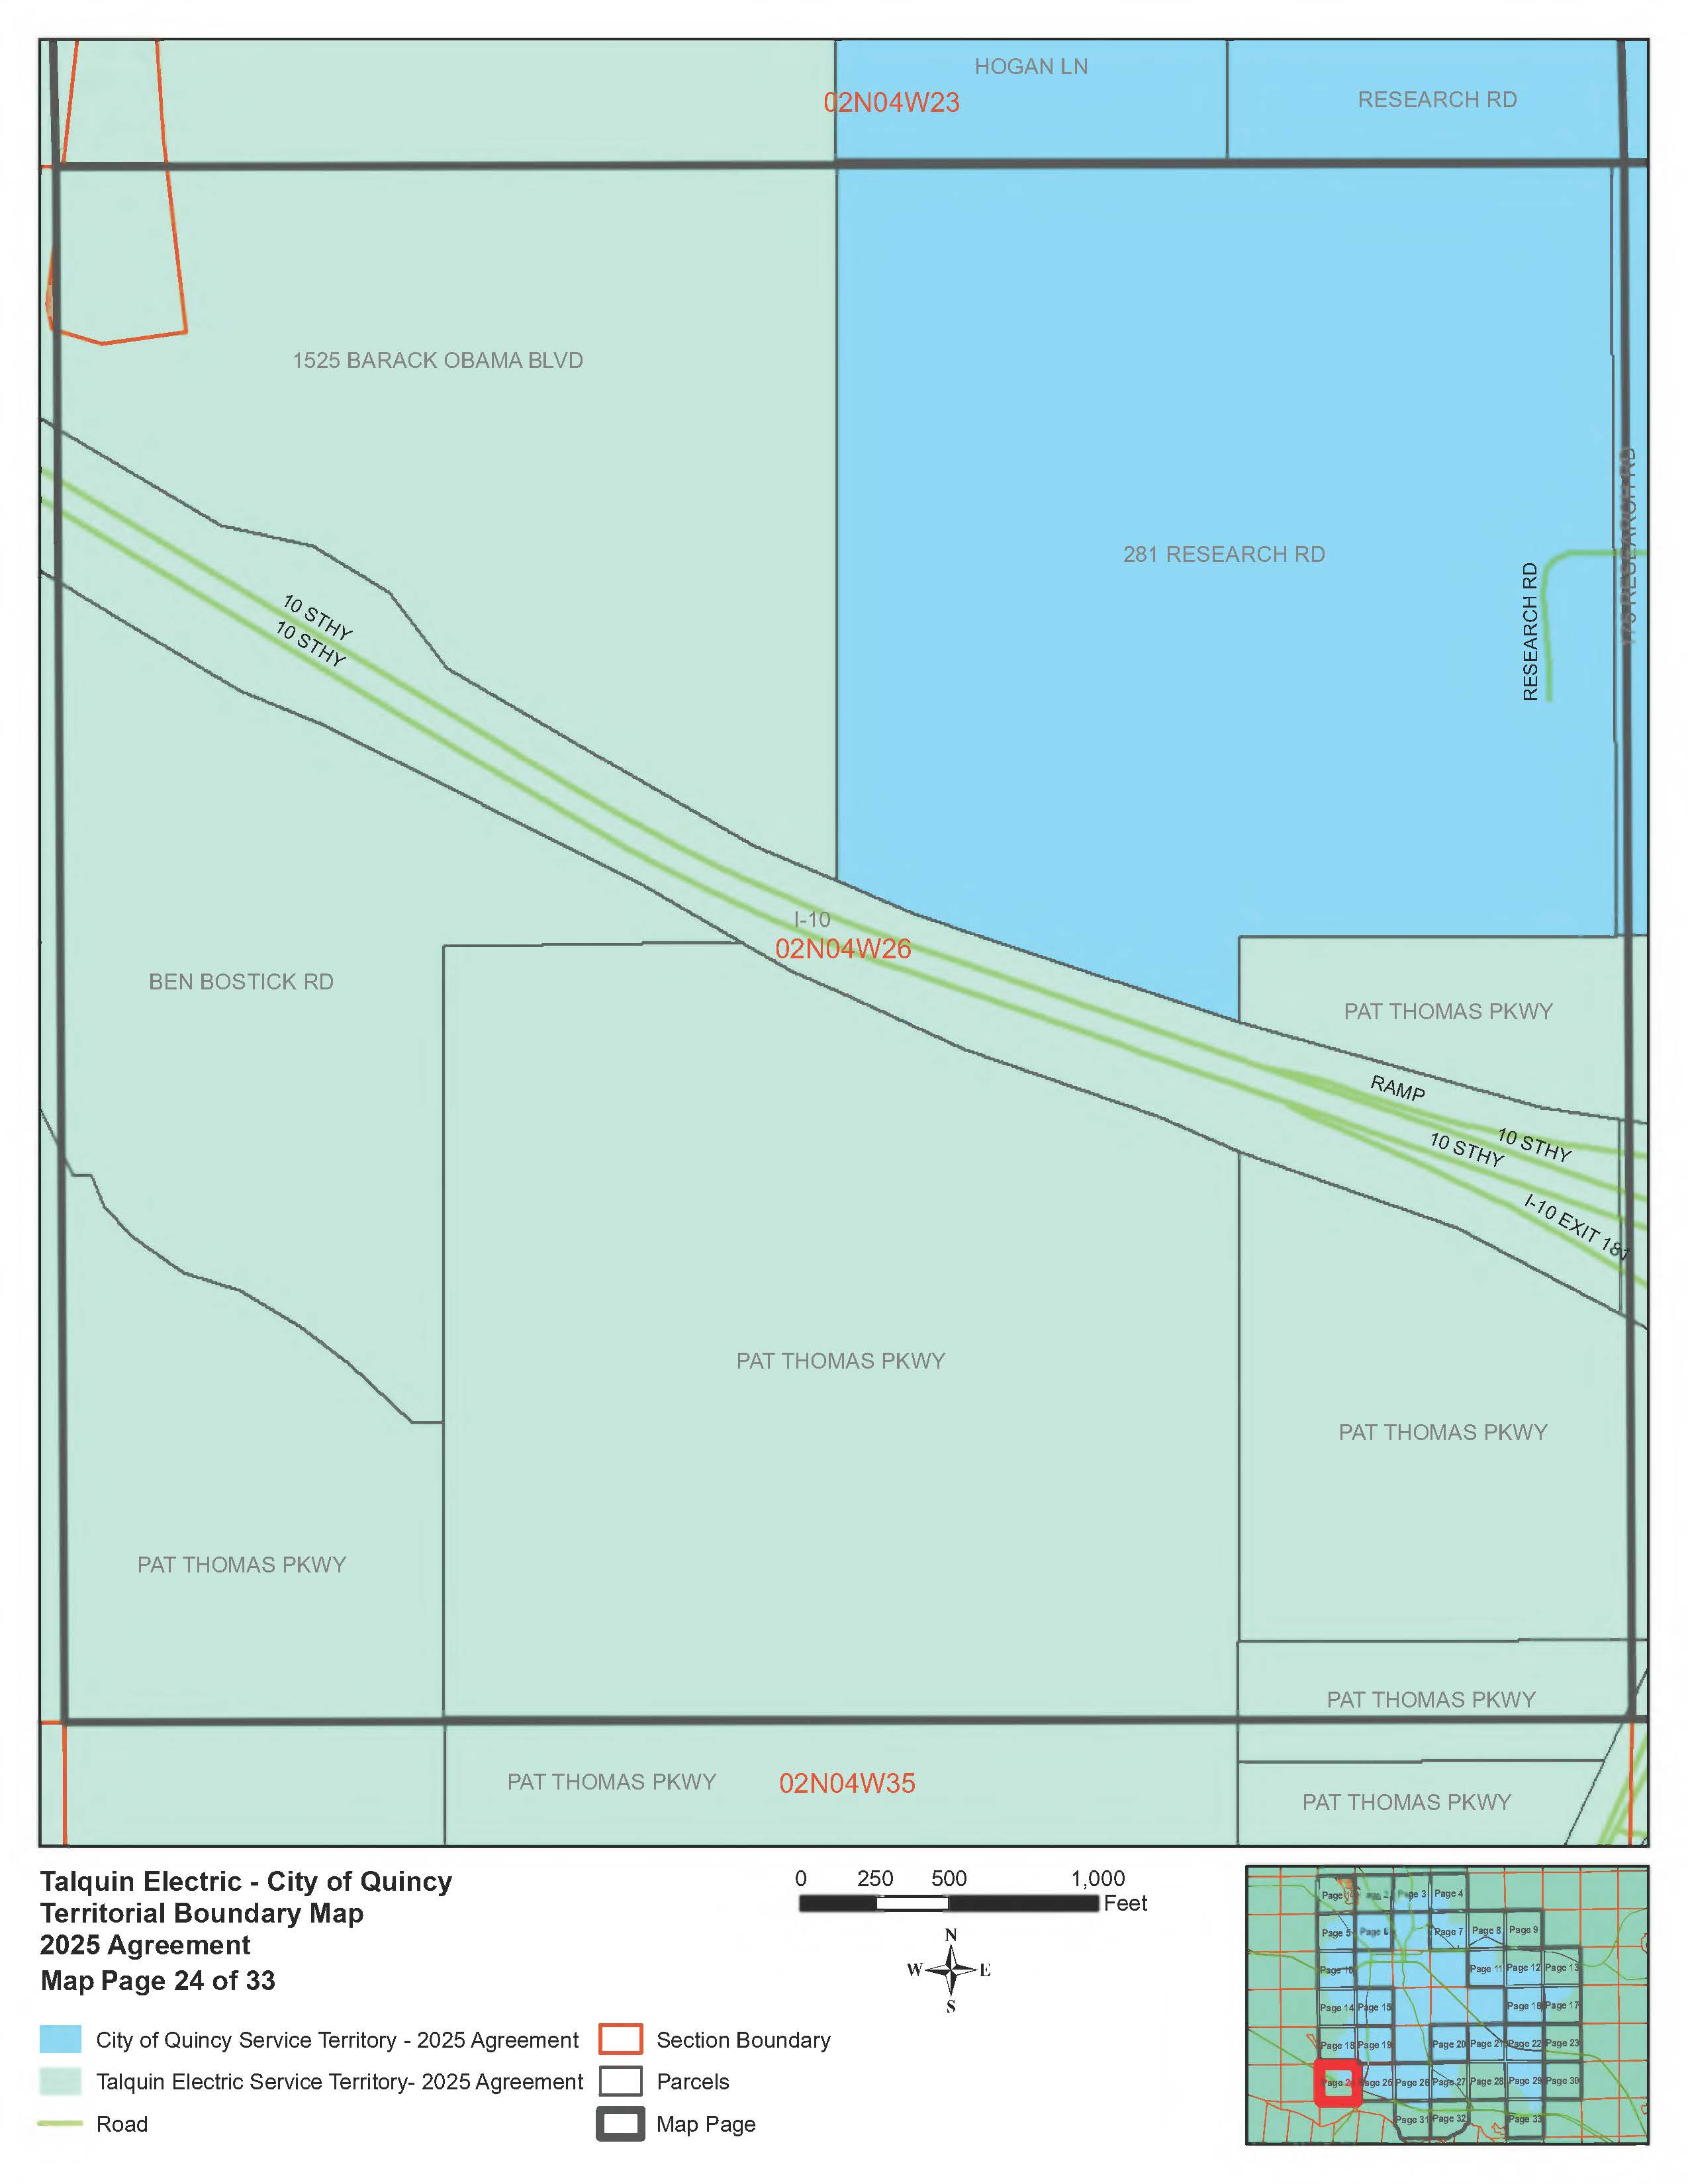 HOGAN LN
RESEARCH RD
02N04W23
1525 BARACK OBAMA BLVD
281 RESEARCH RD
RESEARCH RD
RESEARCH RD
10 STHY
10 STHY
I-10
02N04W26
BEN BOSTICK RD
PAT THOMAS PKWY
RAMP
10 STHY
10 STHY
I-10 EXIT 181
PAT THOMAS PKWY
PAT THOMAS PKWY
PAT THOMAS PKWY
PAT THOMAS PKWY
PAT THOMAS PKWY
02N04W35
PAT THOMAS PKWY
Talquin Electric - City of Quincy
Territorial Boundary Map
2025 Agreement
Map Page 24 of 33
0 250 500 1,000
Feet
N
W E
S
City of Quincy Service Territory - 2025 Agreement
Talquin Electric Service Territory- 2025 Agreement
Road
Section Boundary
Parcels
Map Page
Page Page 3 Page 4
Page 5 Page 6 Page 7 Page 8 Page 9
Page 10 Page 11 Page 12 Page 13
Page 14 Page 15 Page 16 Page 17
Page 18 Page 19 Page 20 Page 21 Page 22 Page 23
Page 24 Page 25 Page 26 Page 27 Page 28 Page 29 Page 30
Page 31 Page 32 Page 33